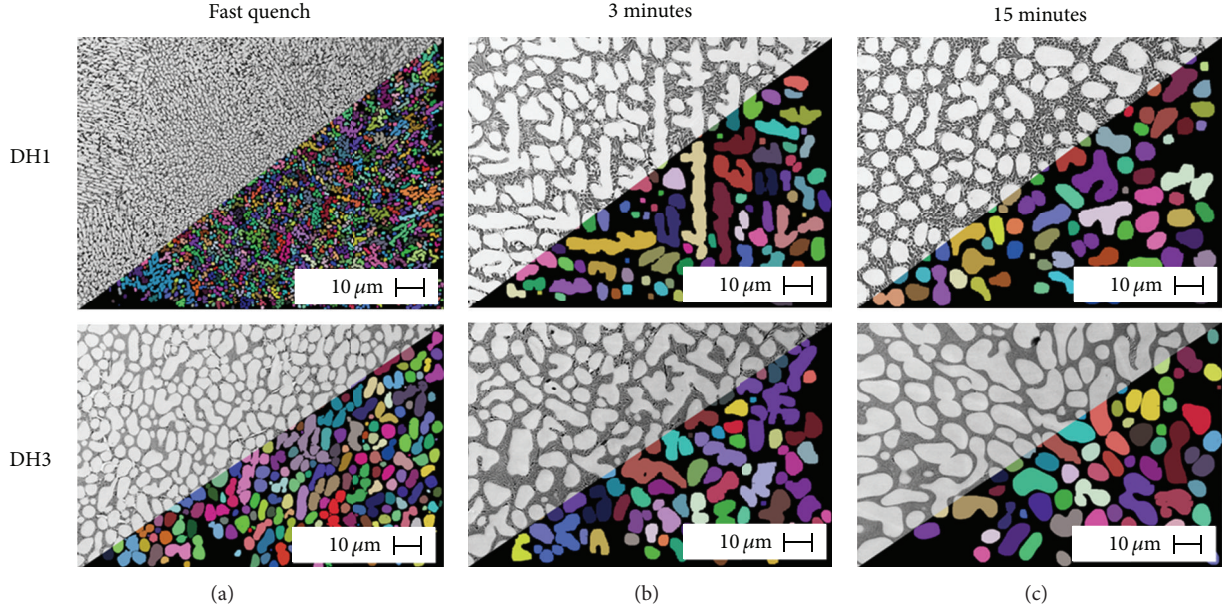 Fast quench
3 minutes
15 minutes
DH1
10 μm
10 μm
10 μm
DH3
10 μm
10 μm
10 μm
(a)
(b)
(c)